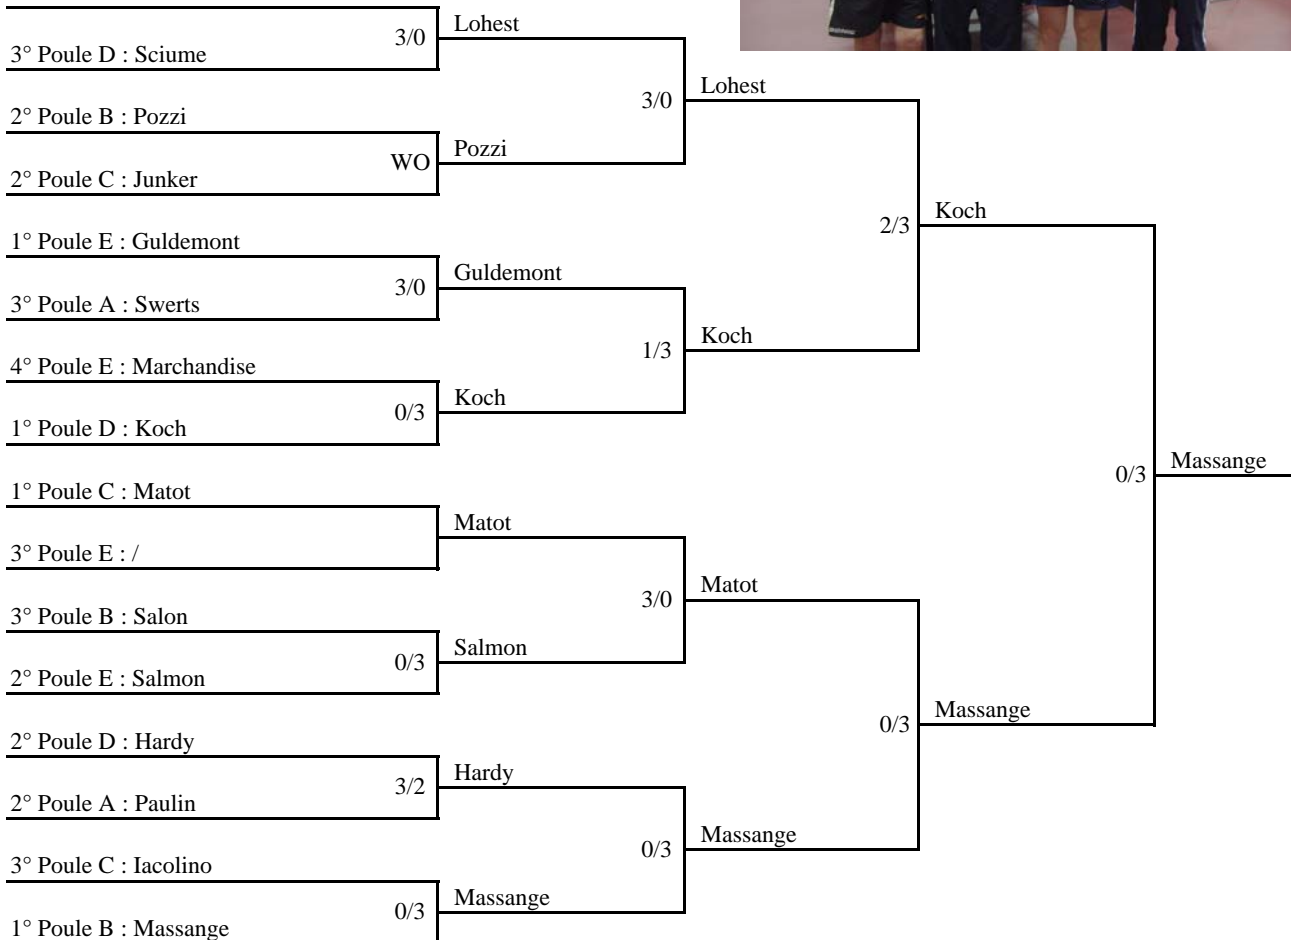 Lohest
3/0
3° Poule D : Sciume
Lohest
3/0
2° Poule B : Pozzi
Pozzi
WO
2° Poule C : Junker
Koch
2/3
1° Poule E : Guldemont
Guldemont
3/0
3° Poule A : Swerts
Koch
1/3
4° Poule E : Marchandise
Koch
0/3
1° Poule D : Koch
Massange
0/3
1° Poule C : Matot
Matot
3° Poule E : /
Matot
3/0
3° Poule B : Salon
Salmon
0/3
2° Poule E : Salmon
Massange
0/3
2° Poule D : Hardy
Hardy
3/2
2° Poule A : Paulin
Massange
0/3
3° Poule C : Iacolino
Massange
0/3
1° Poule B : Massange